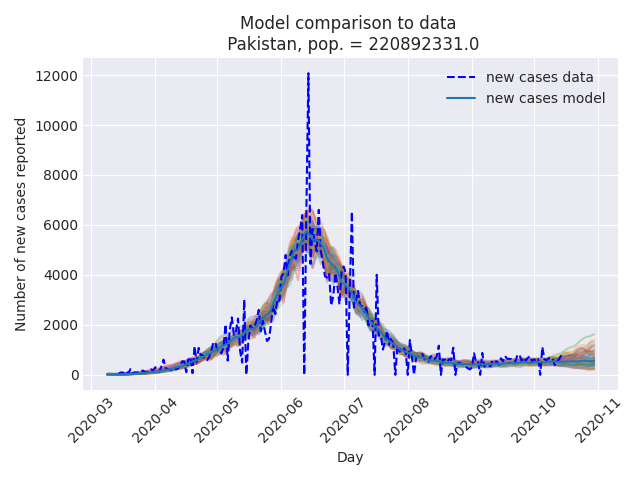 Model comparison to data
Pakistan, pop. = 220892331.0
new cases data
new cases model
Number of new cases reported
12000
10000
8000
6000
4000
2000
0
2020-03
2020-04
2020-05
2020-06
2020-07
2020-08
2020-09
2020-10
2020-11
Day